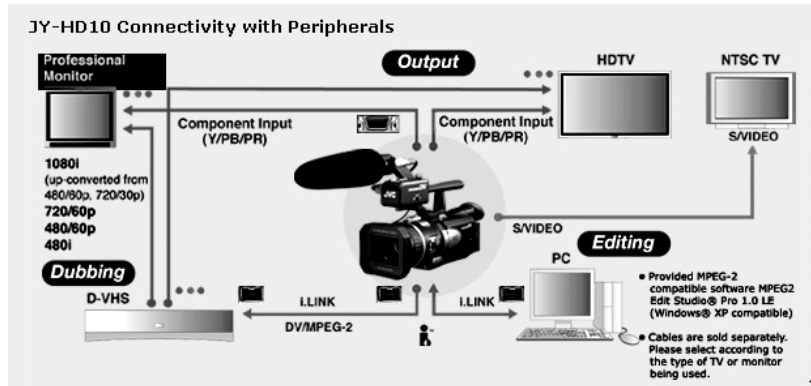 JY-HD10 Connectivity with Peripherals
Professional
Monitor
Output
HDTV
NTSC TV
Component Input
(Y/PB/PR)
Component Input
(Y/PB/PR)
S/VIDEO
1080i
(up-converted from
480/60p, 720/30p)
720/60p
480/60p
480i
JVC
S/VIDEO
Editing
Dubbing
PC
D-VHS
i.LINK
DV/MPEG-2
i.LINK
• Provided MPEG-2
compatible software MPEG2
Edit Studio® Pro 1.0 LE
(Windows® XP compatible)
• Cables are sold separately.
Please select according to
the type of TV or monitor
being used.